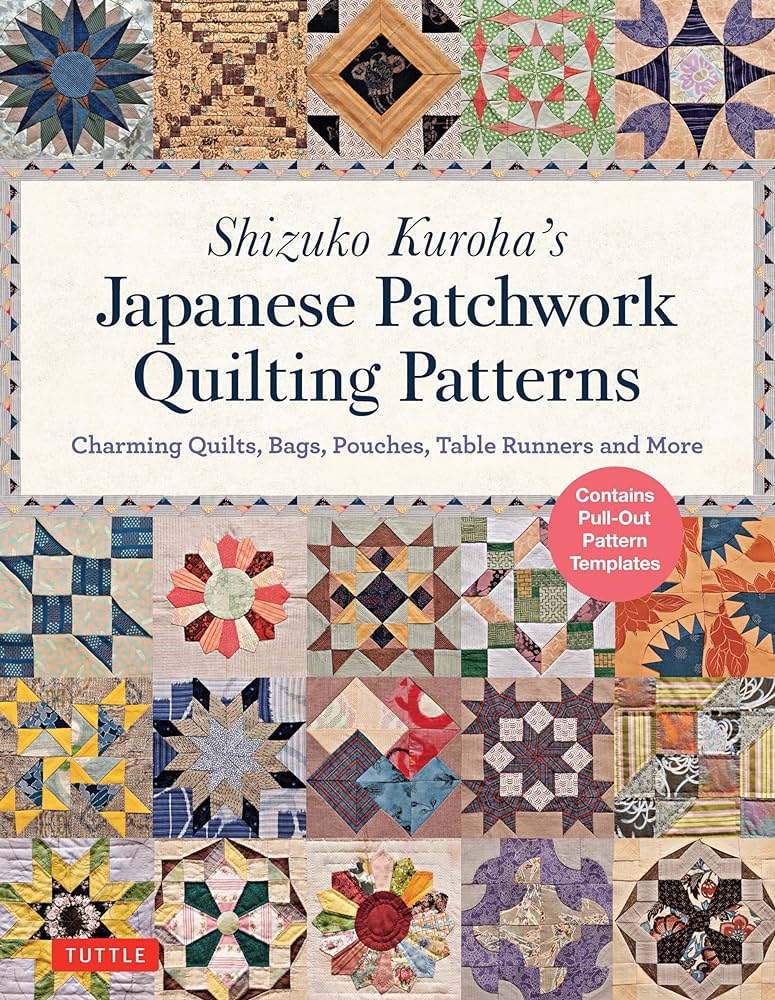 Shizuko Kuroha's
Japanese Patchwork
Quilting Patterns
Charming Quilts, Bags, Pouches, Table Runners and More
Contains
Pull-Out
Pattern
Templates
TUTTLE